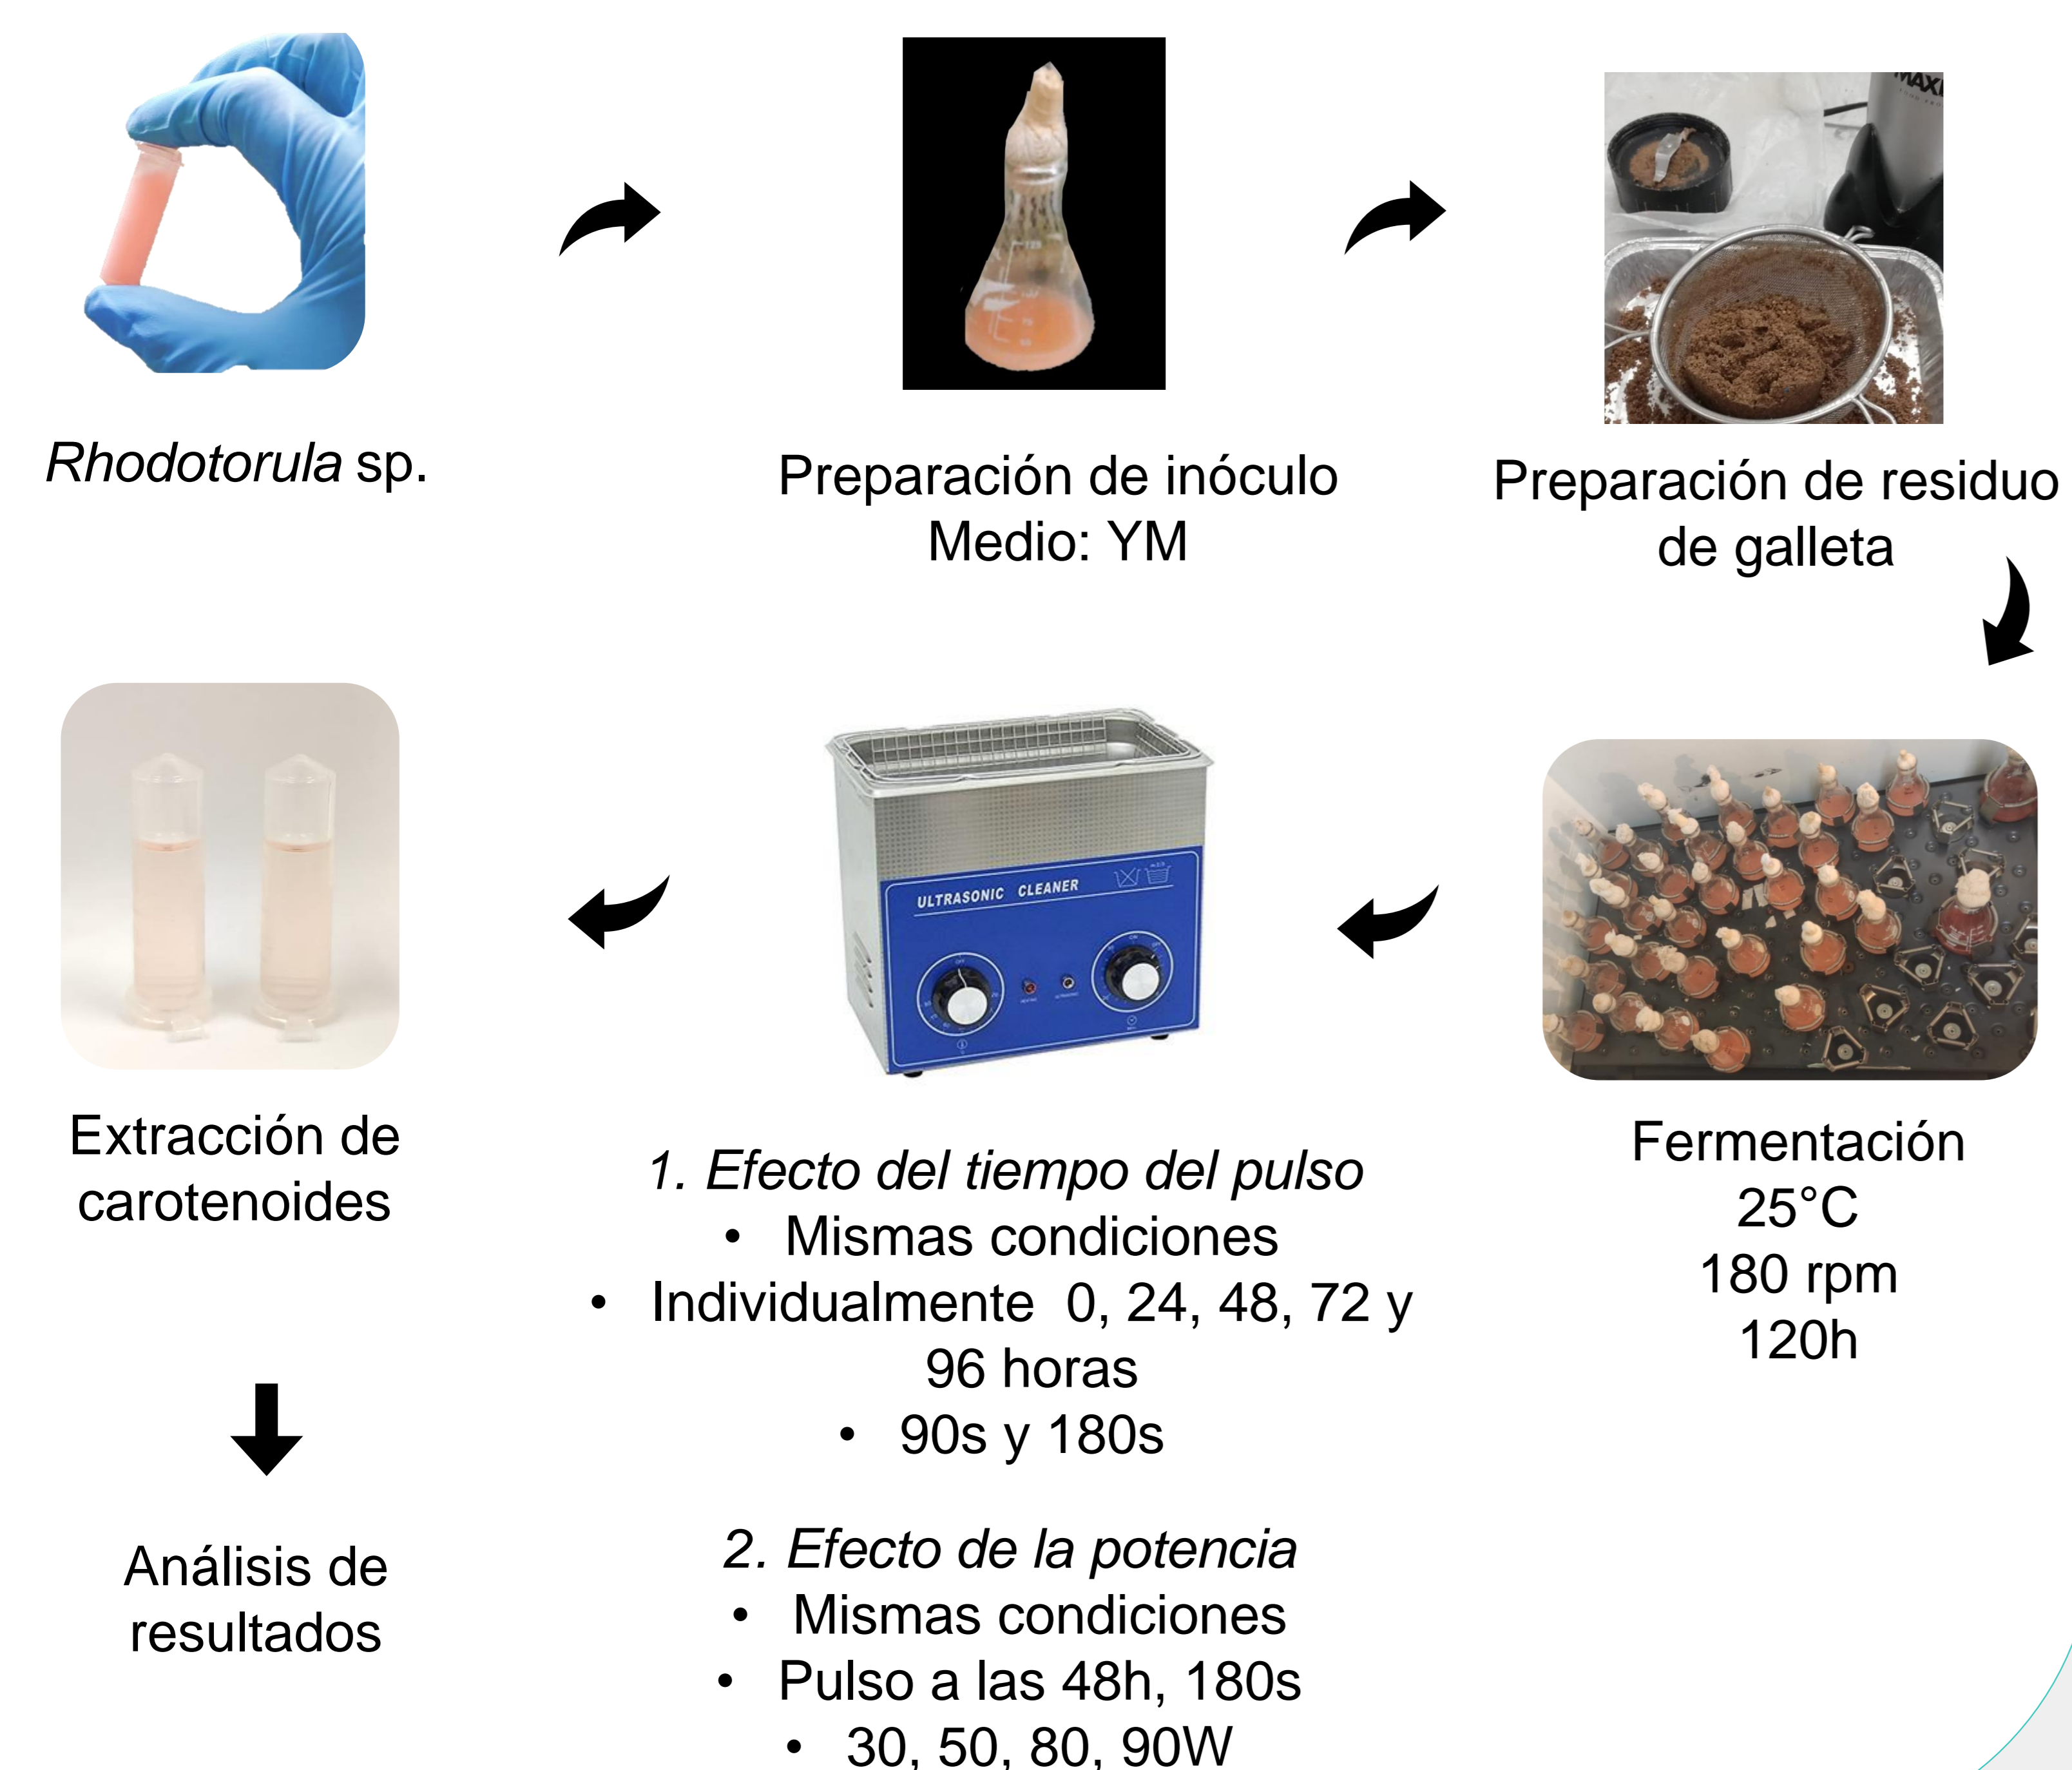 MAXI
Rhodotorula sp.
Preparación de inóculo
Medio: YM
Preparación de residuo
de galleta
ULTRASONIC CLEANER
OFF
Fermentación
25°C
180 rpm
120h
1. Efecto del tiempo del pulso
• Mismas condiciones
• Individualmente 0, 24, 48, 72 y
96 horas
• 90s y 180s
2. Efecto de la potencia
• Mismas condiciones
• Pulso a las 48h, 180s
• 30, 50, 80, 90W
Extracción de
carotenoides
Análisis de
resultados